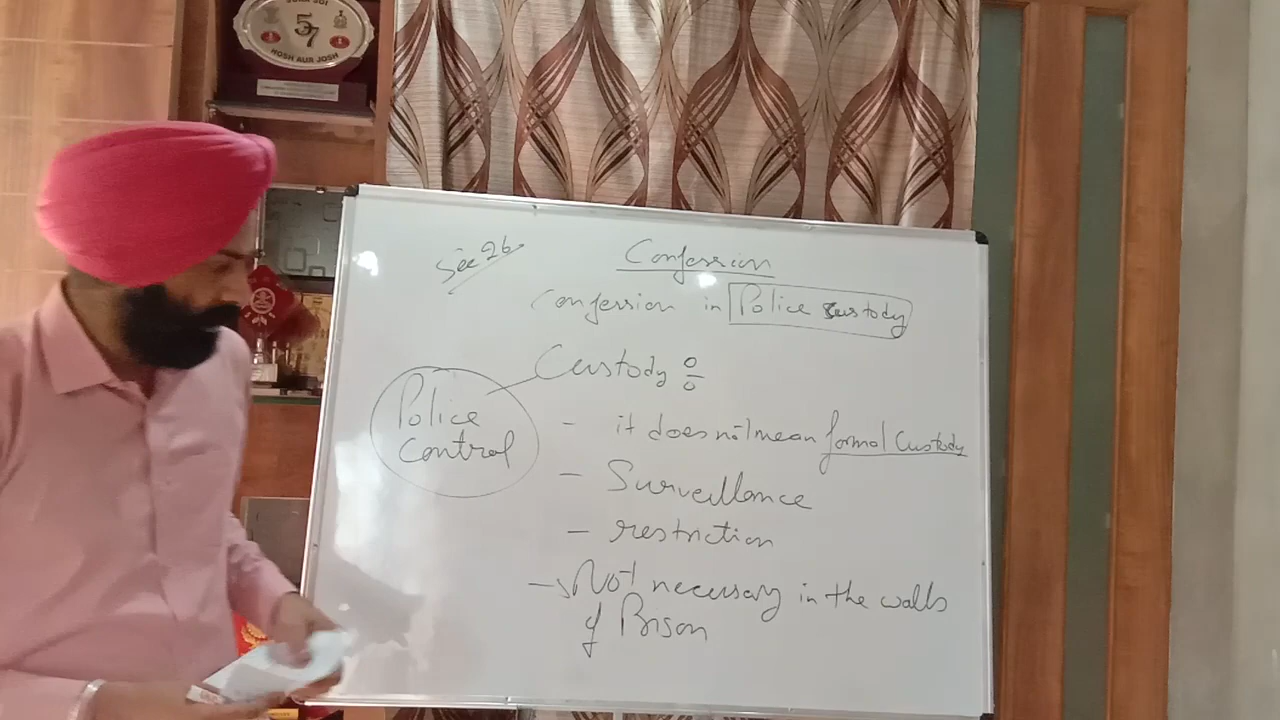 57
HOSH AUR JOSH
Sec 26
Confession
Confession in Police Custody
Custody :-
Police
Control
- it does not mean formal Custody
- Surveillance
- restriction
→ Not necessary in the walls
of Prison